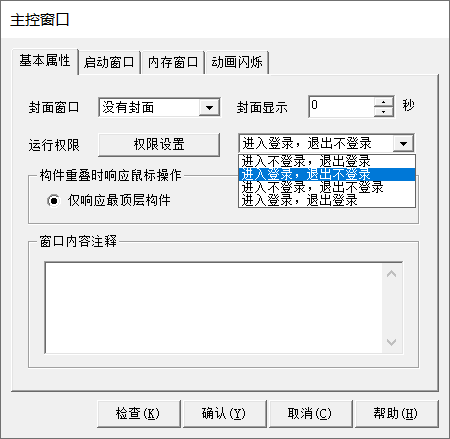 主控窗口
基本属性 启动窗口 内存窗口 动画闪烁
封面窗口 没有封面 封面显示 0 秒
运行权限 权限设置 进入登录，退出不登录
进入不登录，退出登录
进入登录，退出不登录
进入不登录，退出不登录
进入登录，退出登录
构件重叠时响应鼠标操作
仅响应最顶层构件
窗口内容注释
检查(K) 确认(Y) 取消(C) 帮助(H)